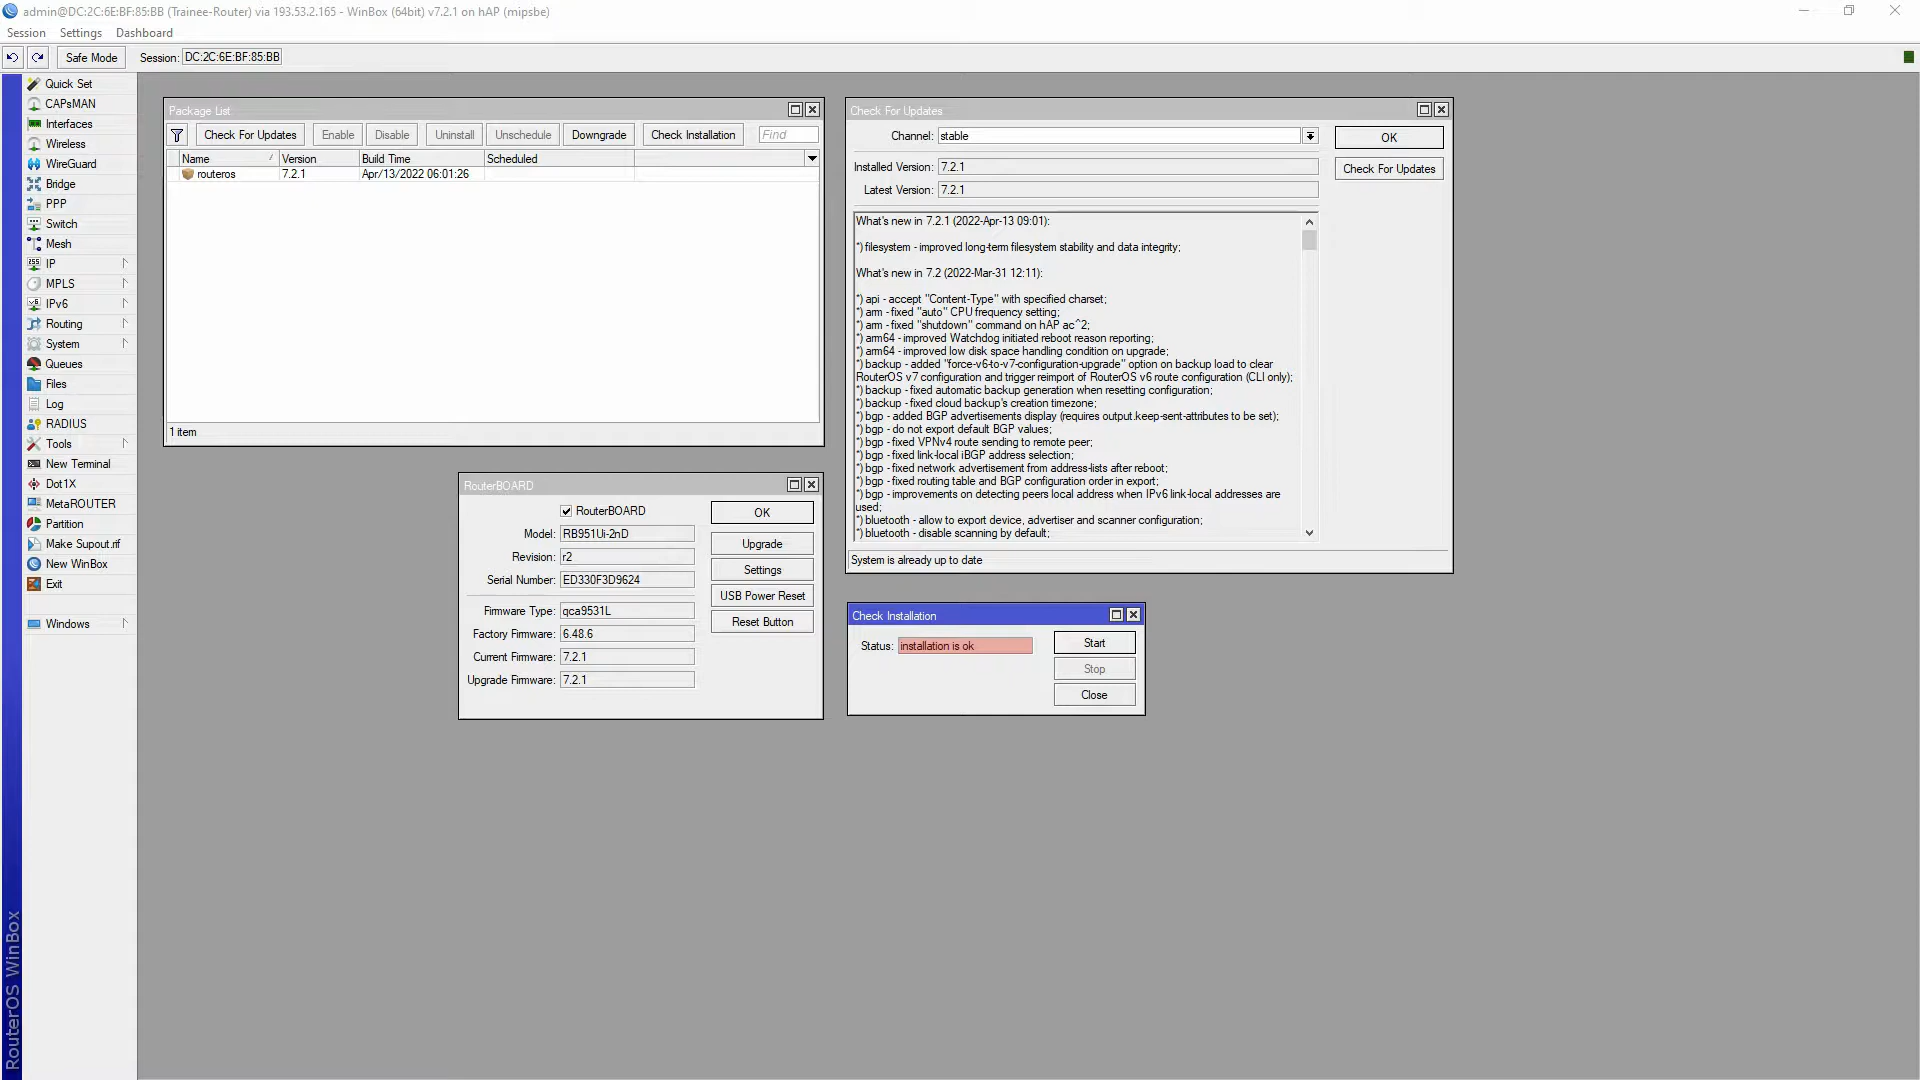 admin@DC:2C:6E:BF:85:BB (Trainee-Router) via 193.53.2.165 - WinBox (64bit) v7.2.1 on hAP (mipsbe)
Session Settings Dashboard
Safe Mode Session: DC:2C:6E:BF:85:BB
Quick Set
CAPsMAN
Interfaces
Wireless
WireGuard
Bridge
PPP
Switch
Mesh
IP
MPLS
IPv6
Routing
System
Queues
Files
Log
RADIUS
Tools
New Terminal
Dot1X
MetaROUTER
Partition
Make Supout.rif
New WinBox
Exit
Windows
RouterOS WinBox
Package List
Check For Updates Enable Disable Uninstall Unschedule Downgrade Check Installation Find
Name Version Build Time Scheduled
routeros 7.2.1 Apr/13/2022 06:01:26
1 item
RouterBOARD
RouterBOARD
Model: RB951Ui-2nD
Revision: r2
Serial Number: ED330F3D9624
Firmware Type: qca9531L
Factory Firmware: 6.48.6
Current Firmware: 7.2.1
Upgrade Firmware: 7.2.1
OK
Upgrade
Settings
USB Power Reset
Reset Button
Check For Updates
Channel: stable
Installed Version: 7.2.1
Latest Version: 7.2.1
OK
Check For Updates
What's new in 7.2.1 (2022-Apr-13 09:01):
*) filesystem - improved long-term filesystem stability and data integrity;
What's new in 7.2 (2022-Mar-31 12:11):
*) api - accept "Content-Type" with specified charset;
*) arm - fixed "auto" CPU frequency setting;
*) arm - fixed "shutdown" command on hAP ac^2;
*) arm64 - improved Watchdog initiated reboot reason reporting;
*) arm64 - improved low disk space handling condition on upgrade;
*) backup - added "force-v6-to-v7-configuration-upgrade" option on backup load to clear
RouterOS v7 configuration and trigger reimport of RouterOS v6 route configuration (CLI only);
*) backup - fixed automatic backup generation when resetting configuration;
*) backup - fixed cloud backup's creation timezone;
*) bgp - added BGP advertisements display (requires output.keep-sent-attributes to be set);
*) bgp - do not export default BGP values;
*) bgp - fixed VPNv4 route sending to remote peer;
*) bgp - fixed link-local iBGP address selection;
*) bgp - fixed network advertisement from address-lists after reboot;
*) bgp - fixed routing table and BGP configuration order in export;
*) bgp - improvements on detecting peers local address when IPv6 link-local addresses are
used;
*) bluetooth - allow to export device, advertiser and scanner configuration;
*) bluetooth - disable scanning by default;
System is already up to date
Check Installation
Status: installation is ok
Start
Stop
Close